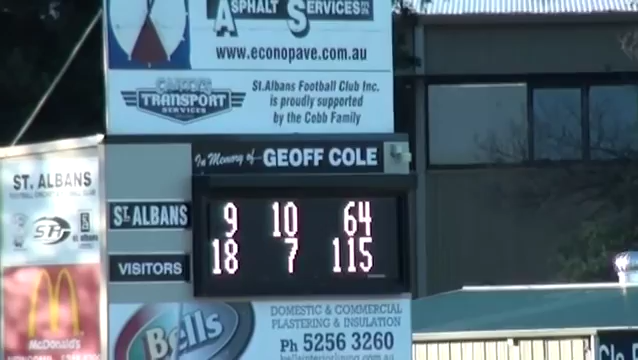 ASPHALT SERVICES
www.econopave.com.au
TRANSPORT
SERVICES
St.Albans Football Club Inc.
is proudly supported
by the Cobb Family
In Memory of GEOFF COLE
ST. ALBANS
SH
ST. ALBANS 9 10 64
VISITORS 18 7 115
McDonald's
Bells
DOMESTIC & COMMERCIAL
PLASTERING & INSULATION
Ph 5256 3260